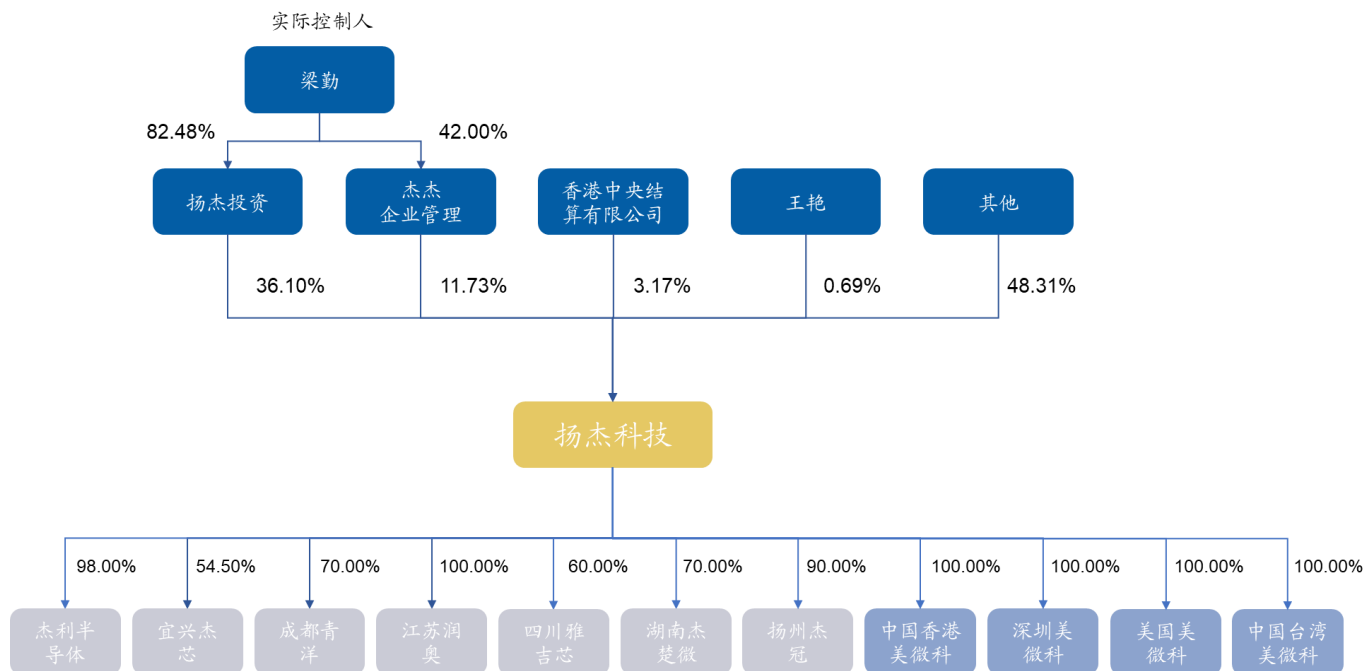 实际控制人
梁勤
82.48%
42.00%
扬杰投资
杰杰
企业管理
香港中央结
算有限公司
王艳
其他
36.10%
11.73%
3.17%
0.69%
48.31%
扬杰科技
98.00%
54.50%
70.00%
100.00%
60.00%
70.00%
90.00%
100.00%
100.00%
100.00%
100.00%
杰利半
导体
宜兴杰
芯
成都青
洋
江苏润
奥
四川雅
吉芯
湖南杰
楚微
扬州杰
冠
中国香港
美微科
深圳美
微科
美国美
微科
中国台湾
美微科